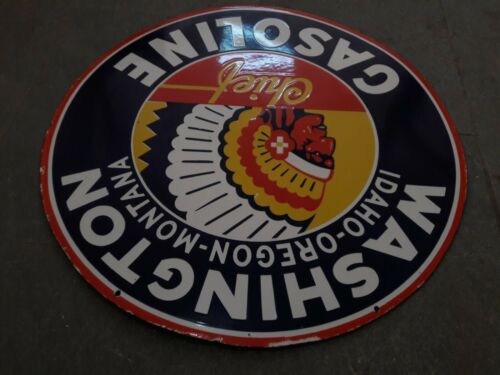 WASHINGTON
IDAHO-OREGON-MONTANA
Chief
GASOLINE